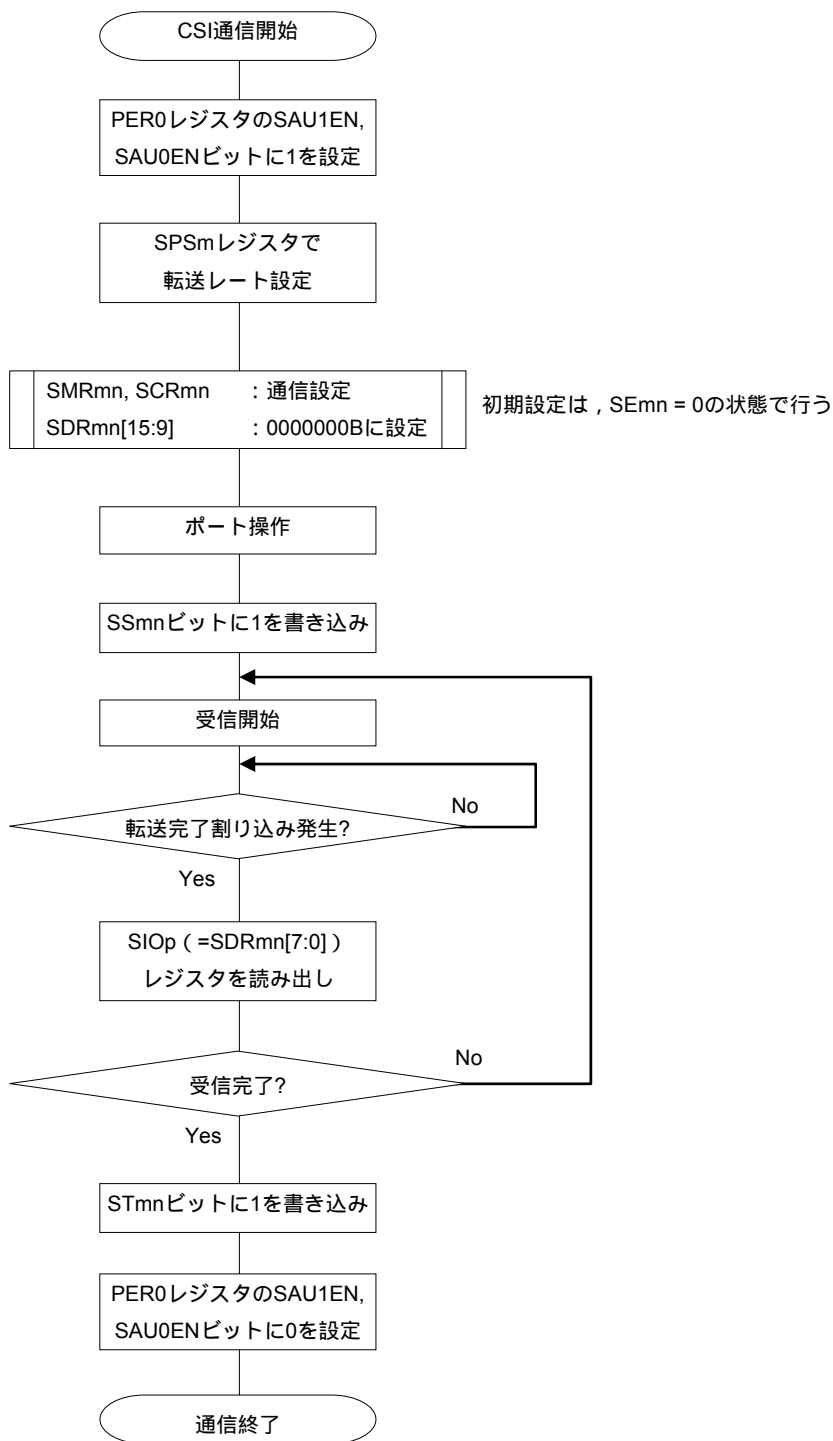 CSI通信開始
PER0レジスタのSAU1EN,
SAU0ENビットに1を設定
SPSmレジスタで
転送レート設定
SMRmn, SCRmn ：通信設定
SDRmn[15:9] ：0000000Bに設定
初期設定は，SEmn = 0の状態で行う
ポート操作
SSmnビットに1を書き込み
受信開始
転送完了割り込み発生?
No
Yes
SIOp（=SDRmn[7:0]）
レジスタを読み出し
受信完了?
No
Yes
STmnビットに1を書き込み
PER0レジスタのSAU1EN,
SAU0ENビットに0を設定
通信終了